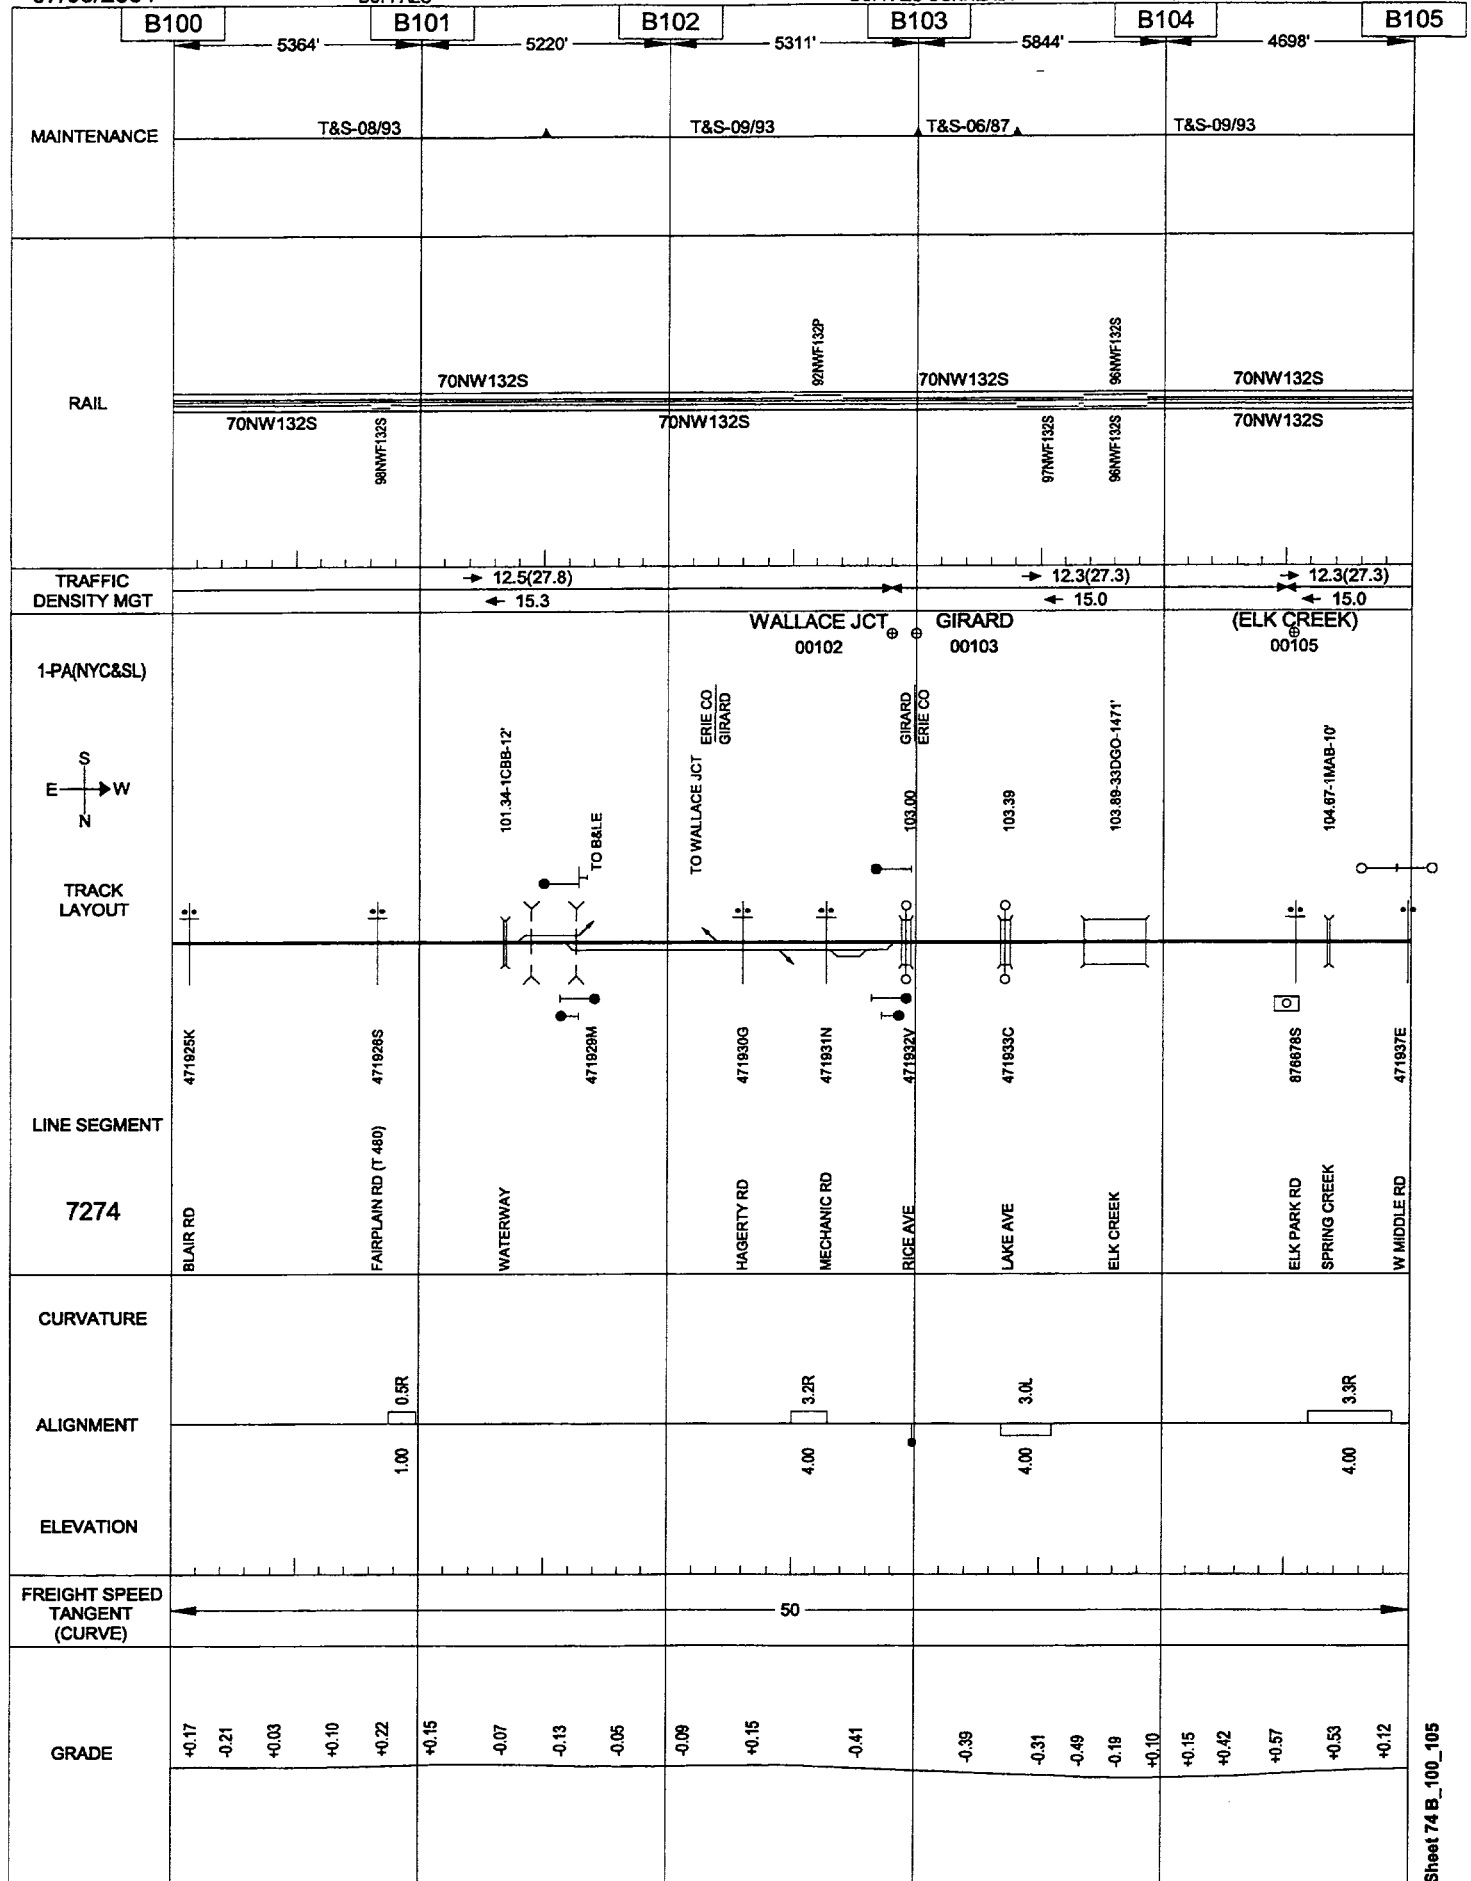 B100 B101 B102 B103 B104 B105
5364' 5220' 5311' 5844' 4698'
MAINTENANCE
T&S-08/93 T&S-09/93 T&S-06/87 T&S-09/93
RAIL
92NWF132P
96NWF132S
70NW132S 70NW132S 70NW132S
70NW132S 70NW132S 70NW132S
98NWF132S
97NWF132S
96NWF132S
TRAFFIC
DENSITY MGT
12.5(27.8) 12.3(27.3) 12.3(27.3)
15.3 15.0 15.0
WALLACE JCT GIRARD (ELK CREEK)
00102 00103 00105
1-PA(NYC&SL)
S
E W
N
ERIE CO
GIRARD
GIRARD
ERIE CO
101.34-1CBB-12'
TO B&LE
TO WALLACE JCT
103.00
103.39
103.89-33DGO-1471'
104.67-1MAB-10'
TRACK
LAYOUT
471925K
471926S
471929M
471930G
471931N
471932V
471933C
876678S
471937E
LINE SEGMENT
7274
BLAIR RD
FAIRPLAIN RD (T 480)
WATERWAY
HAGERTY RD
MECHANIC RD
RICE AVE
LAKE AVE
ELK CREEK
ELK PARK RD
SPRING CREEK
W MIDDLE RD
CURVATURE
0.5R
3.2R
3.0L
3.3R
ALIGNMENT
1.00
4.00
4.00
4.00
ELEVATION
FREIGHT SPEED
TANGENT
(CURVE)
50
GRADE
+0.17
-0.21
+0.03
+0.10
+0.22
+0.15
-0.07
-0.13
-0.05
-0.09
+0.15
-0.41
-0.39
-0.31
-0.49
-0.19
+0.10
+0.15
+0.42
+0.57
+0.53
+0.12
Sheet 74 B_100_105